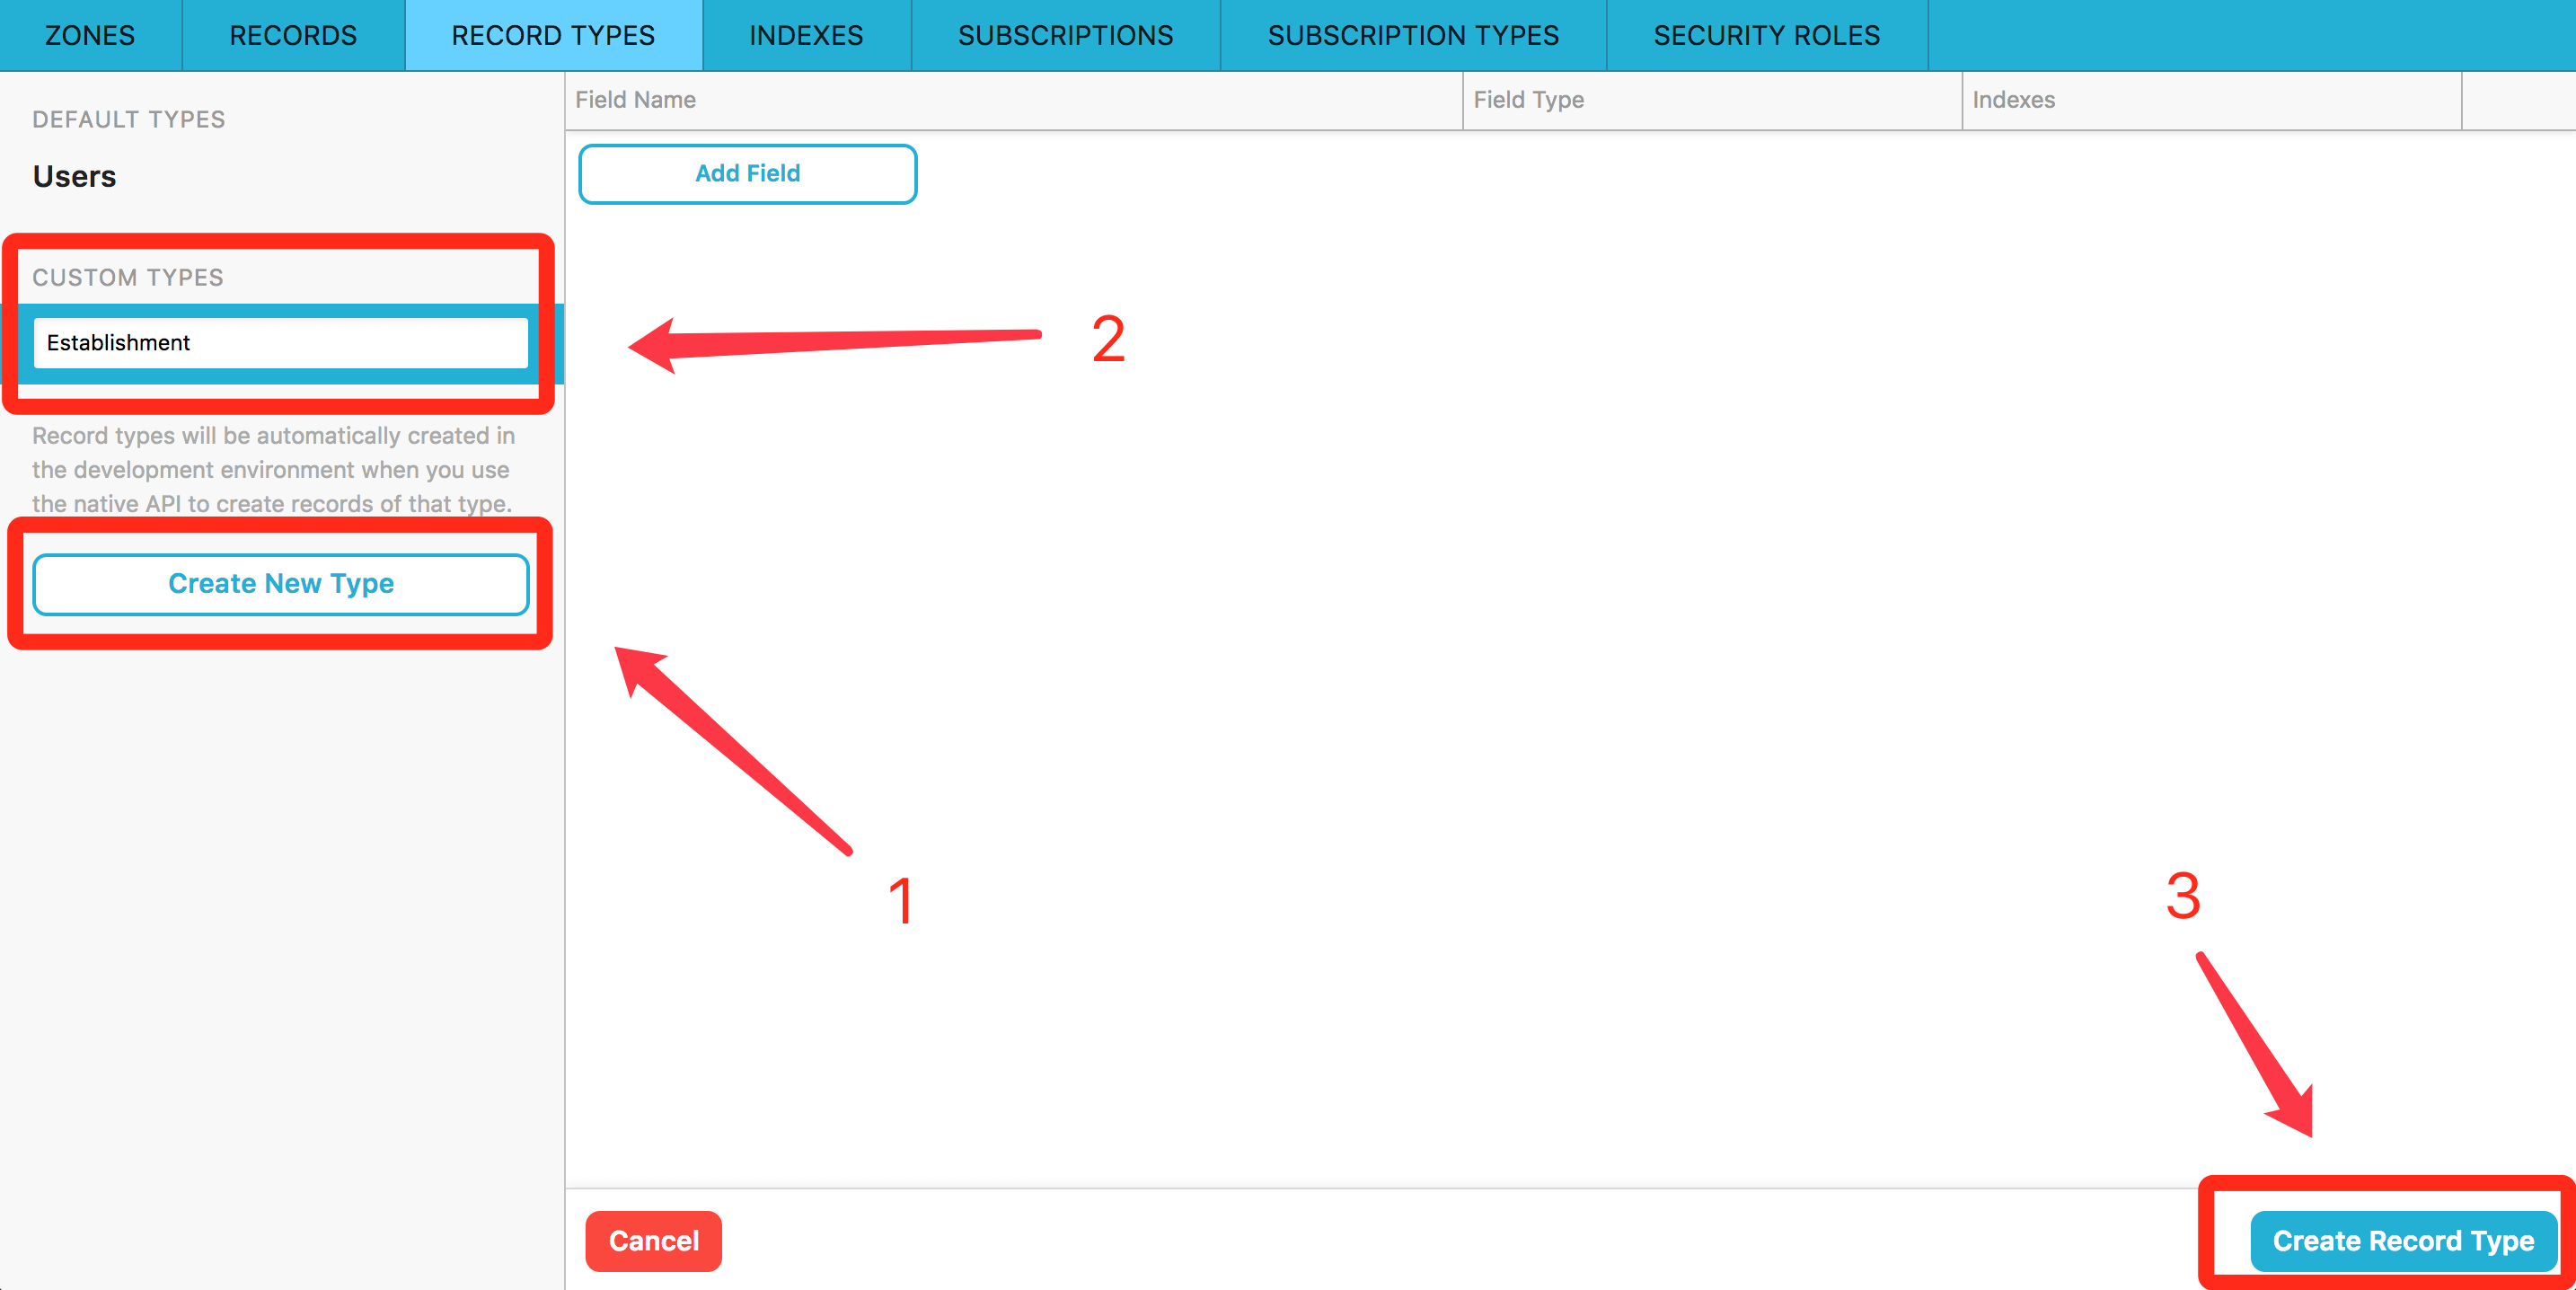 ZONES RECORDS RECORD TYPES INDEXES SUBSCRIPTIONS SUBSCRIPTION TYPES SECURITY ROLES
DEFAULT TYPES
Users
CUSTOM TYPES
Establishment
Record types will be automatically created in
the development environment when you use
the native API to create records of that type.
Create New Type
Field Name Field Type Indexes
Add Field
2
1
3
Cancel
Create Record Type